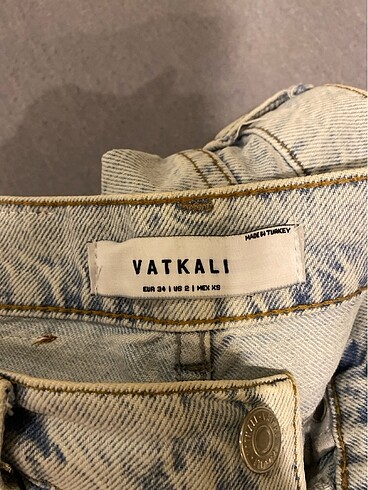 MADE IN TURKEY
VATKALI
EUR 34 | US 2 | MEX XS